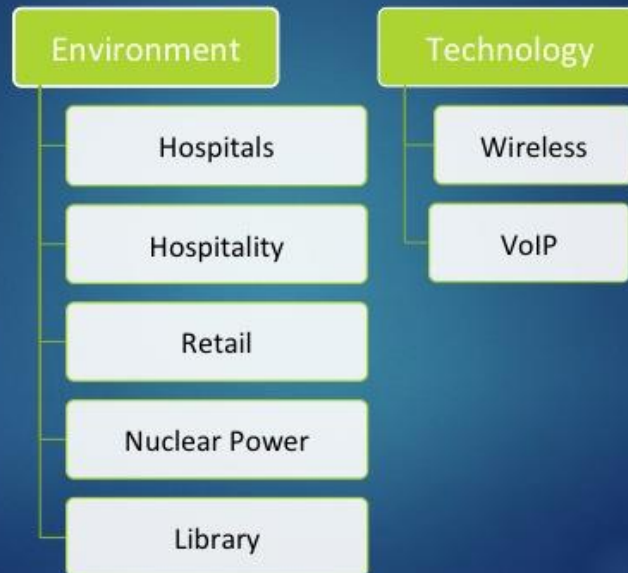 Environment
Hospitals
Hospitality
Retail
Nuclear Power
Library
Technology
Wireless
VoIP